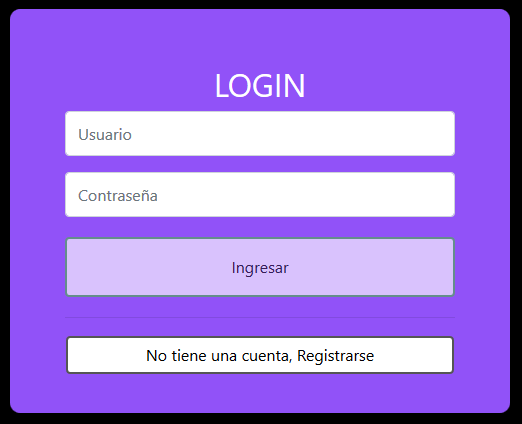 LOGIN
Usuario
Contraseña
Ingresar
No tiene una cuenta, Registrarse